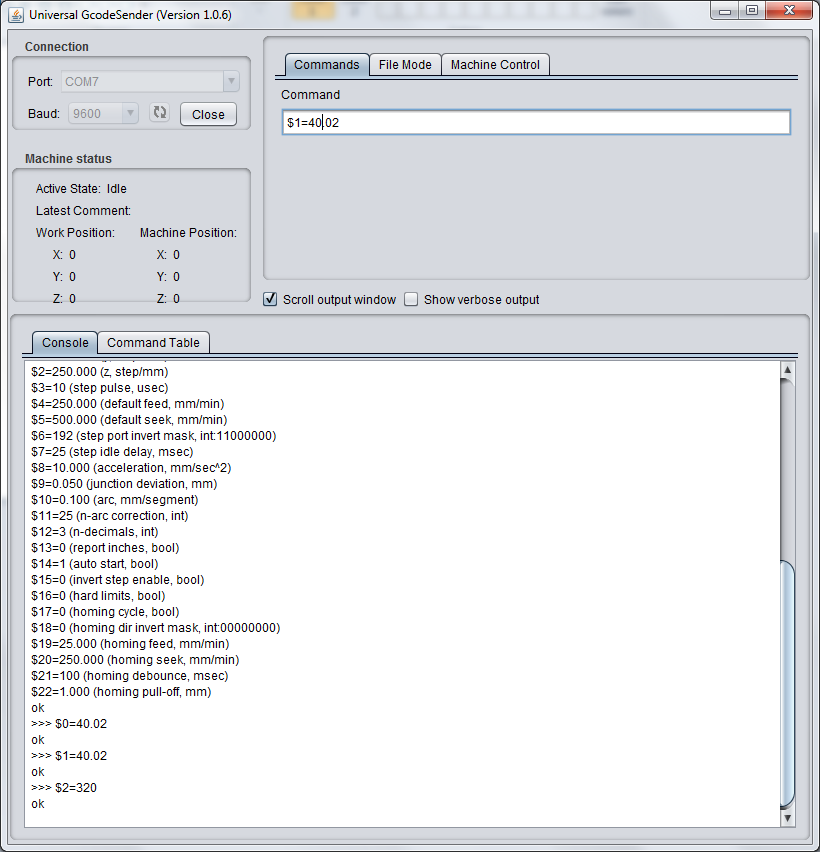 Universal GcodeSender (Version 1.0.6)
Connection
Port: COM7
Baud: 9600 Close
Machine status
Active State: Idle
Latest Comment:
Work Position: Machine Position:
X: 0 X: 0
Y: 0 Y: 0
Z: 0 Z: 0
Commands File Mode Machine Control
Command
$1=40.02
Scroll output window Show verbose output
Console Command Table
$2=250.000 (z, step/mm)
$3=10 (step pulse, usec)
$4=250.000 (default feed, mm/min)
$5=500.000 (default seek, mm/min)
$6=192 (step port invert mask, int:11000000)
$7=25 (step idle delay, msec)
$8=10.000 (acceleration, mm/sec^2)
$9=0.050 (junction deviation, mm)
$10=0.100 (arc, mm/segment)
$11=25 (n-arc correction, int)
$12=3 (n-decimals, int)
$13=0 (report inches, bool)
$14=1 (auto start, bool)
$15=0 (invert step enable, bool)
$16=0 (hard limits, bool)
$17=0 (homing cycle, bool)
$18=0 (homing dir invert mask, int:00000000)
$19=25.000 (homing feed, mm/min)
$20=250.000 (homing seek, mm/min)
$21=100 (homing debounce, msec)
$22=1.000 (homing pull-off, mm)
ok
>>> $0=40.02
ok
>>> $1=40.02
ok
>>> $2=320
ok